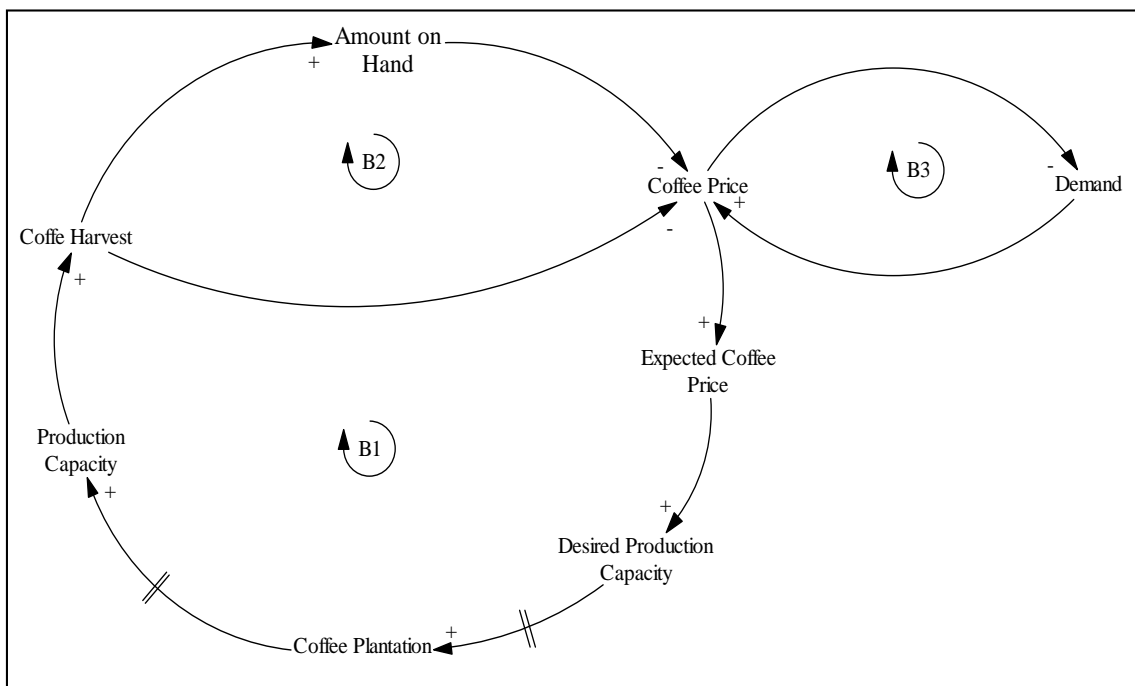 Amount on
Hand
+
B2
-
B3
-
Coffee Price
Demand
+
-
Coffe Harvest
+
+
Expected Coffee
Price
Production
Capacity
B1
+
+
Desired Production
Capacity
+
Coffee Plantation